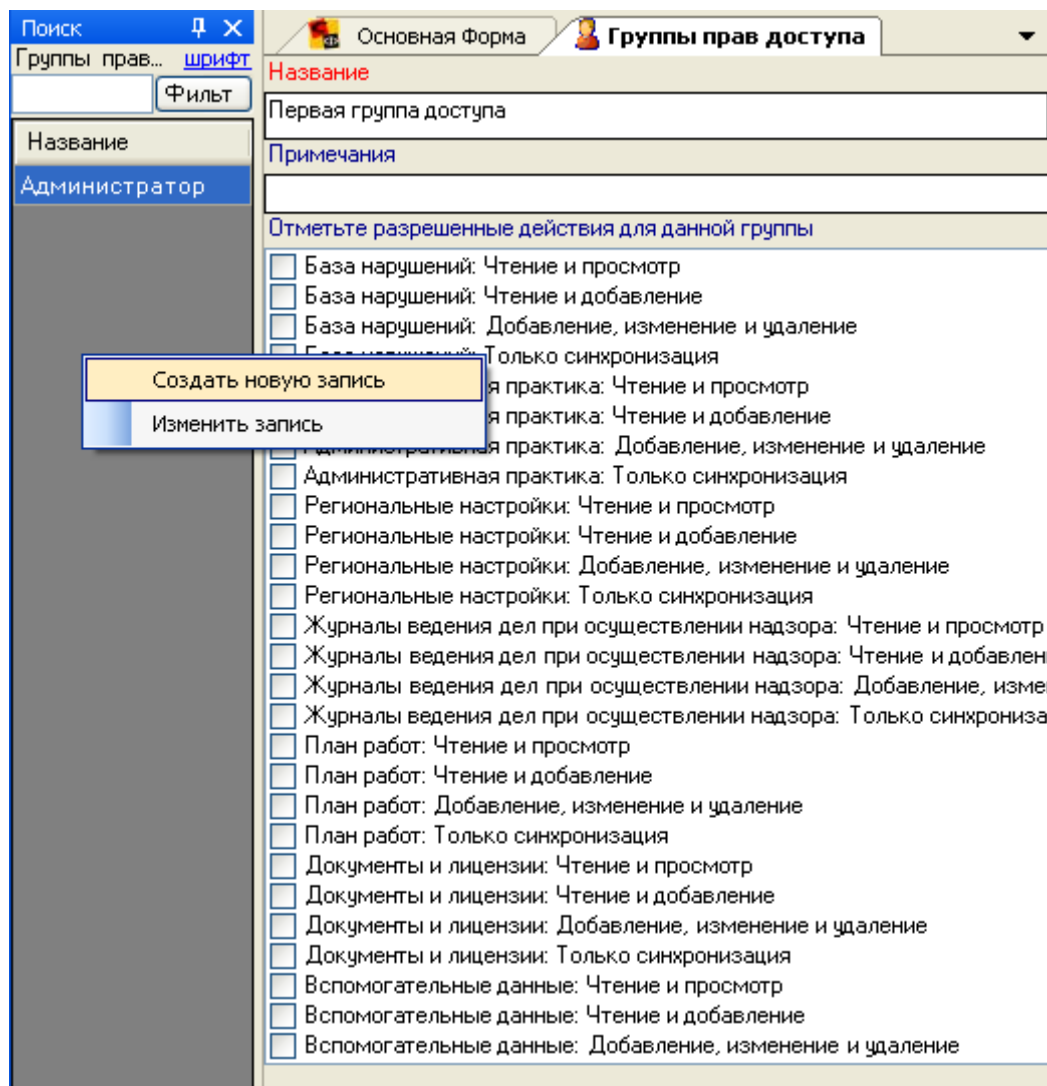 Поиск
Группы прав... шрифт
Фильт
Название
Администратор
Основная Форма
Группы прав доступа
Название
Первая группа доступа
Примечания
Отметьте разрешенные действия для данной группы
База нарушений: Чтение и просмотр
База нарушений: Чтение и добавление
База нарушений: Добавление, изменение и удаление
Только синхронизация
Создать новую запись
Изменить запись
я практика: Чтение и просмотр
я практика: Чтение и добавление
Административная практика: Добавление, изменение и удаление
Административная практика: Только синхронизация
Региональные настройки: Чтение и просмотр
Региональные настройки: Чтение и добавление
Региональные настройки: Добавление, изменение и удаление
Региональные настройки: Только синхронизация
Журналы ведения дел при осуществлении надзора: Чтение и просмотр
Журналы ведения дел при осуществлении надзора: Чтение и добавлен
Журналы ведения дел при осуществлении надзора: Добавление, изме
Журналы ведения дел при осуществлении надзора: Только синхрониза
План работ: Чтение и просмотр
План работ: Чтение и добавление
План работ: Добавление, изменение и удаление
План работ: Только синхронизация
Документы и лицензии: Чтение и просмотр
Документы и лицензии: Чтение и добавление
Документы и лицензии: Добавление, изменение и удаление
Документы и лицензии: Только синхронизация
Вспомогательные данные: Чтение и просмотр
Вспомогательные данные: Чтение и добавление
Вспомогательные данные: Добавление, изменение и удаление